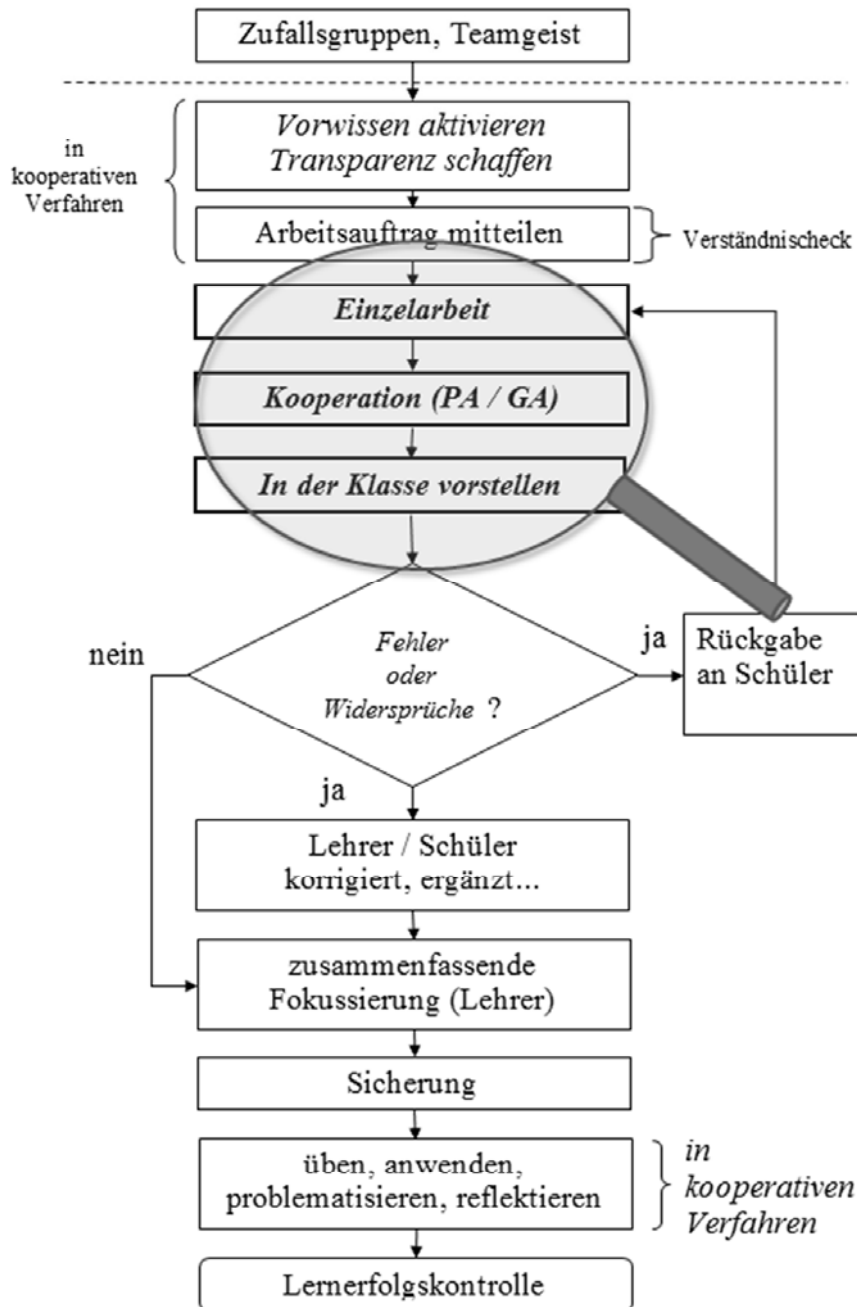 Zufallsgruppen, Teamgeist
Vorwissen aktivieren
Transparenz schaffen
in
kooperativen
Verfahren
Arbeitsauftrag mitteilen
Verständnischeck
Einzelarbeit
Kooperation (PA / GA)
In der Klasse vorstellen
nein
Fehler
oder
Widersprüche ?
ja
Rückgabe
an Schüler
ja
Lehrer / Schüler
korrigiert, ergänzt...
zusammenfassende
Fokussierung (Lehrer)
Sicherung
üben, anwenden,
problematisieren, reflektieren
in
kooperativen
Verfahren
Lernerfolgskontrolle